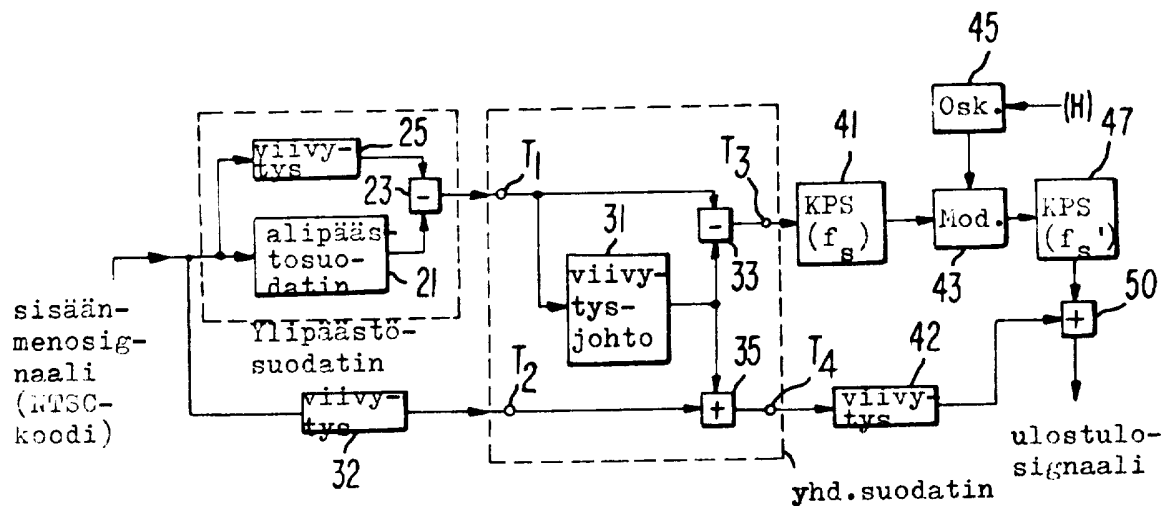 45
Osk.
(H)
47
41
25
viivy-
tys
T1
T3
23
-
KPS
(fs)
Mod.
KPS
(fs')
43
31
-
33
alipääs-
tosuo-
datin
21
viivy-
tys-
johto
50
+
sisään-
menosig-
naali
(NTSC-
koodi)
Ylipäästö-
suodatin
T2
35
+
T4
42
viivy-
tys
viivy-
tys
32
ulostulo-
signaali
yhd.suodatin